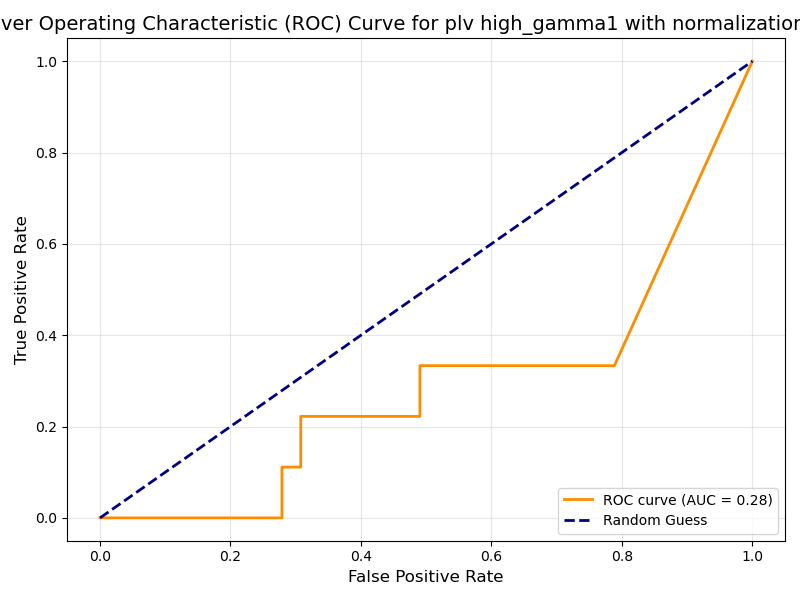 ver Operating Characteristic (ROC) Curve for plv high_gamma1 with normalization
1.0
0.8
0.6
0.4
0.2
0.0
True Positive Rate
ROC curve (AUC = 0.28)
Random Guess
0.0 0.2 0.4 0.6 0.8 1.0
False Positive Rate